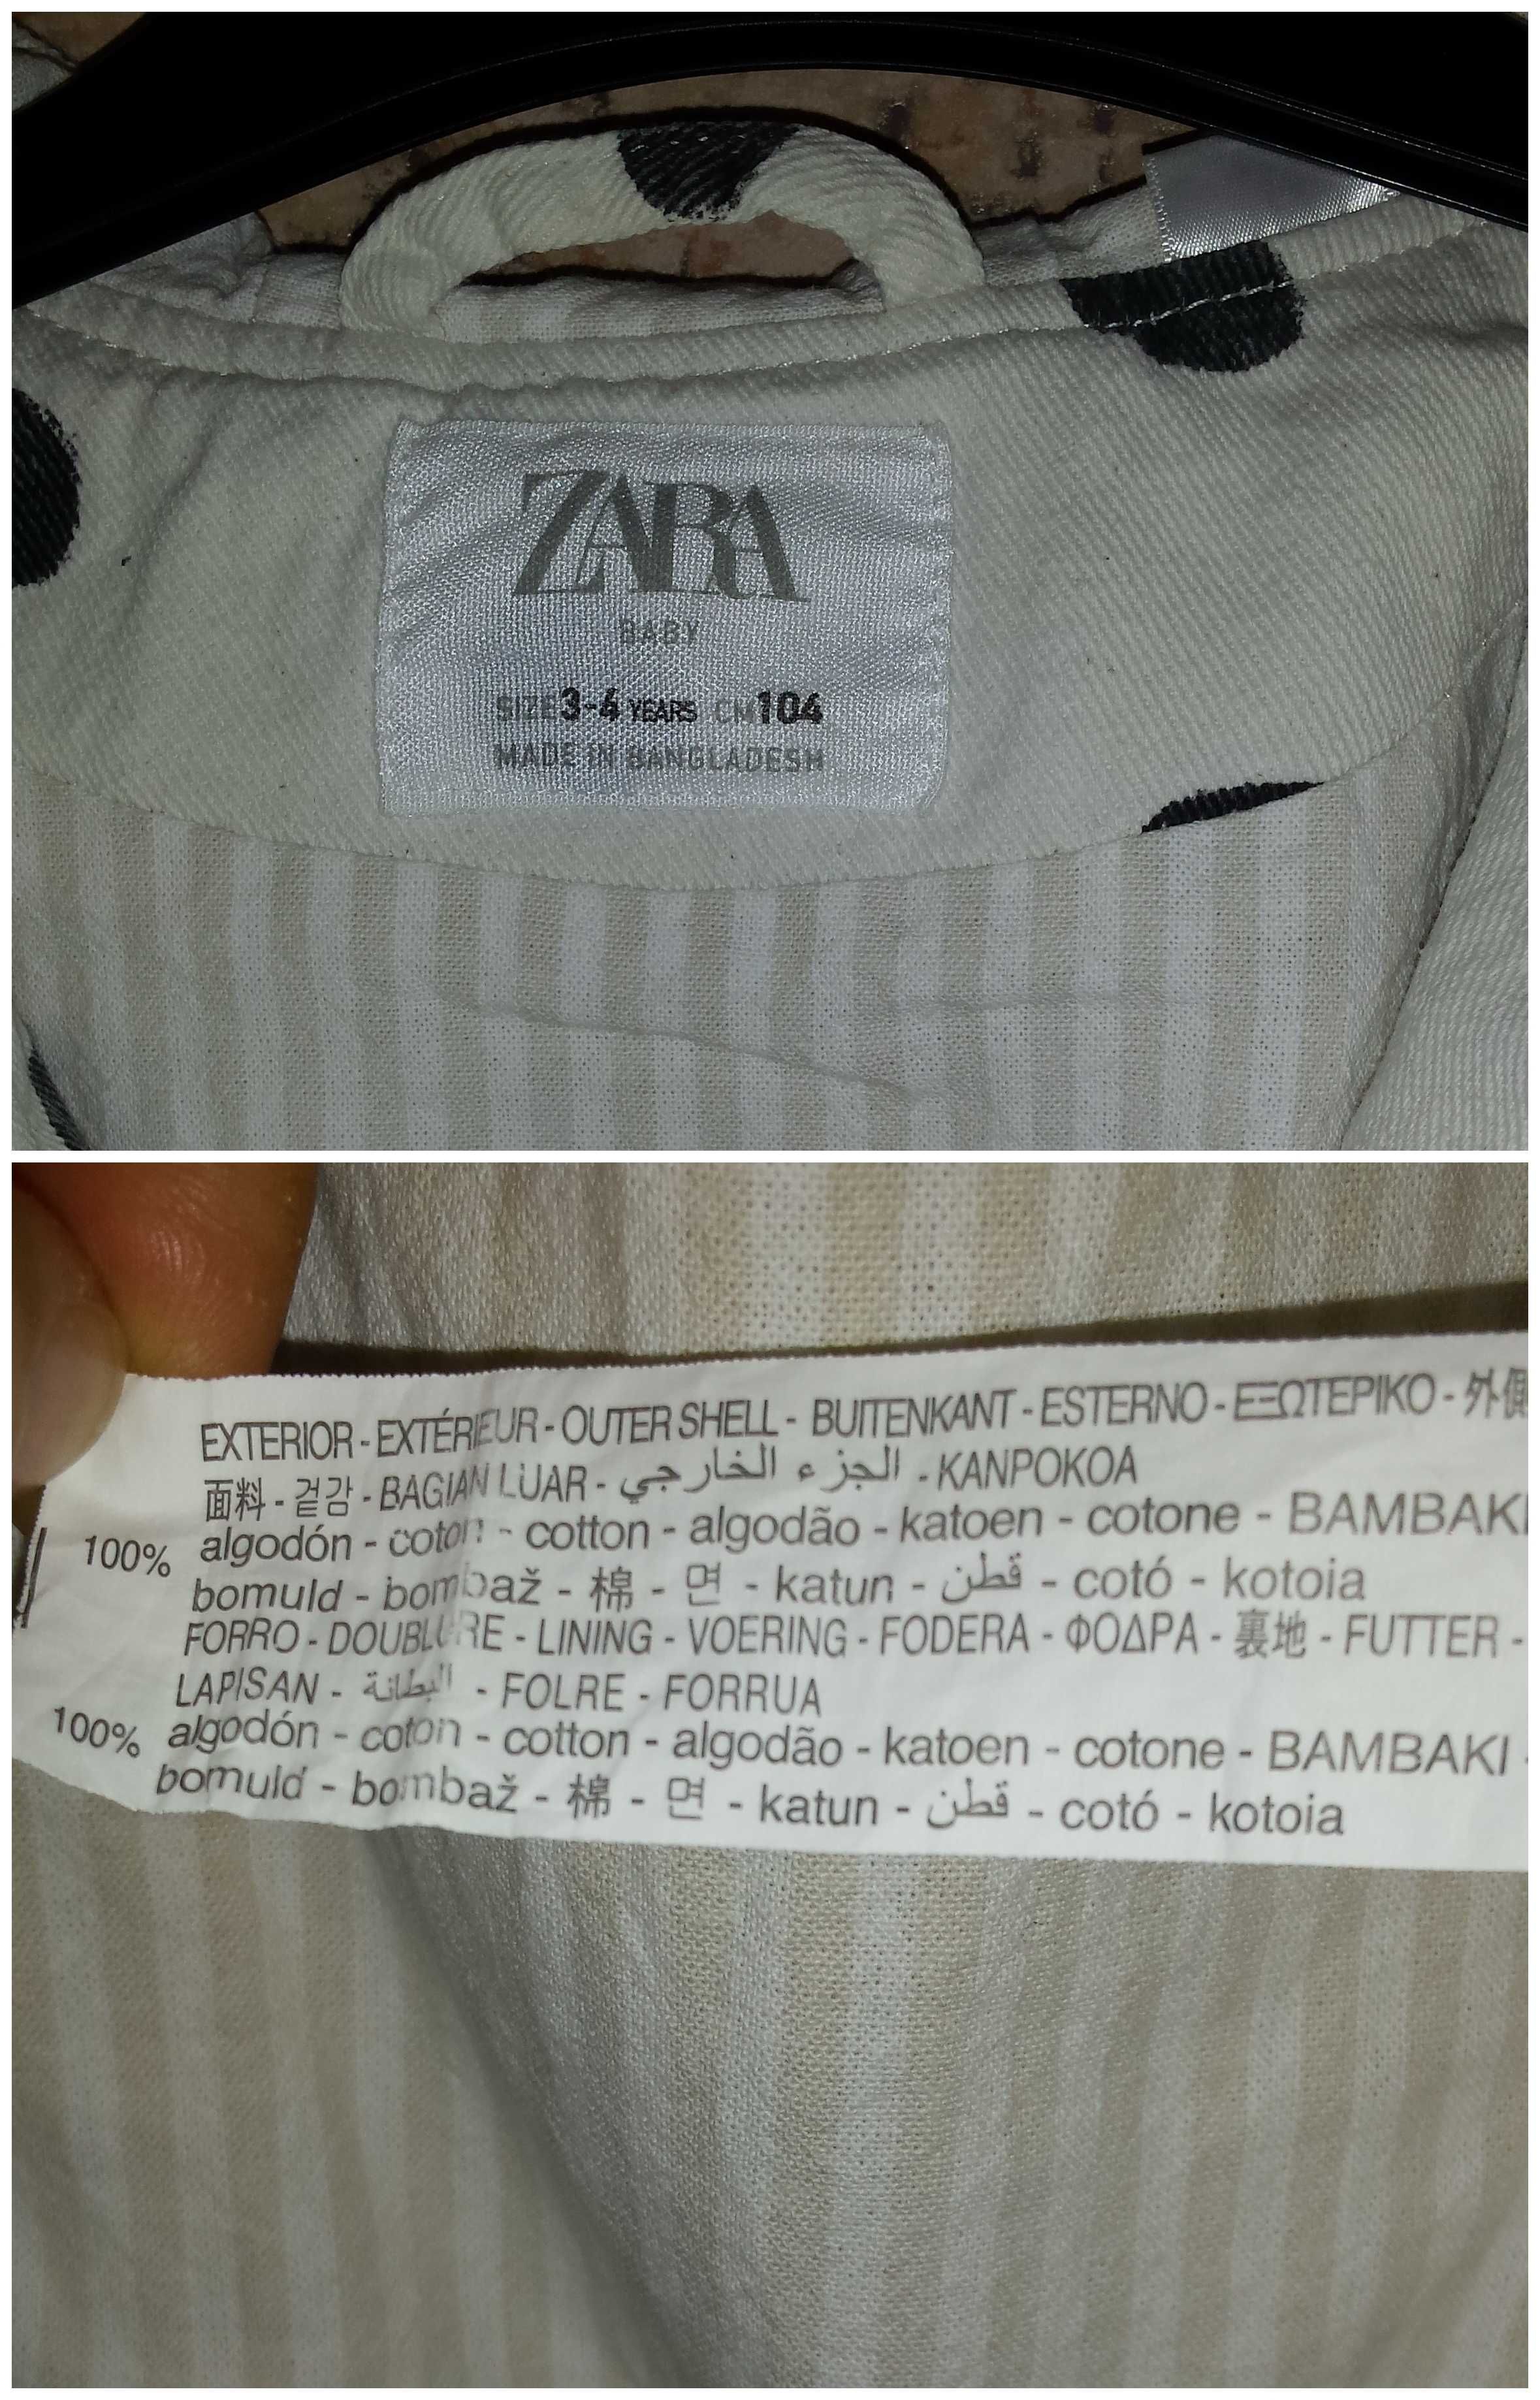 ZARA
BABY
SIZE 3-4 YEARS CM 104
MADE IN BANGLADESH
EXTERIOR - EXTÉRIEUR - OUTER SHELL - BUITENKANT - ESTERNO - ΕΞΩΤΕΡΙΚΟ - 外側
面料 - 겉감 - BAGIAN LUAR - الجزء الخارجي - KANPOKOA
100% algodón - coton - cotton - algodão - katoen - cotone - BAMBAKI
bomuld - bombaž - 棉 - 면 - katun - قطن - cotó - kotoia
FORRO - DOUBLURE - LINING - VOERING - FODERA - ΦΟΔΡΑ - 裏地 - FUTTER -
LAPISAN - البطانة - FOLRE - FORRUA
100% algodón - coton - cotton - algodão - katoen - cotone - BAMBAKI -
bomuld - bombaž - 棉 - 면 - katun - قطن - cotó - kotoia